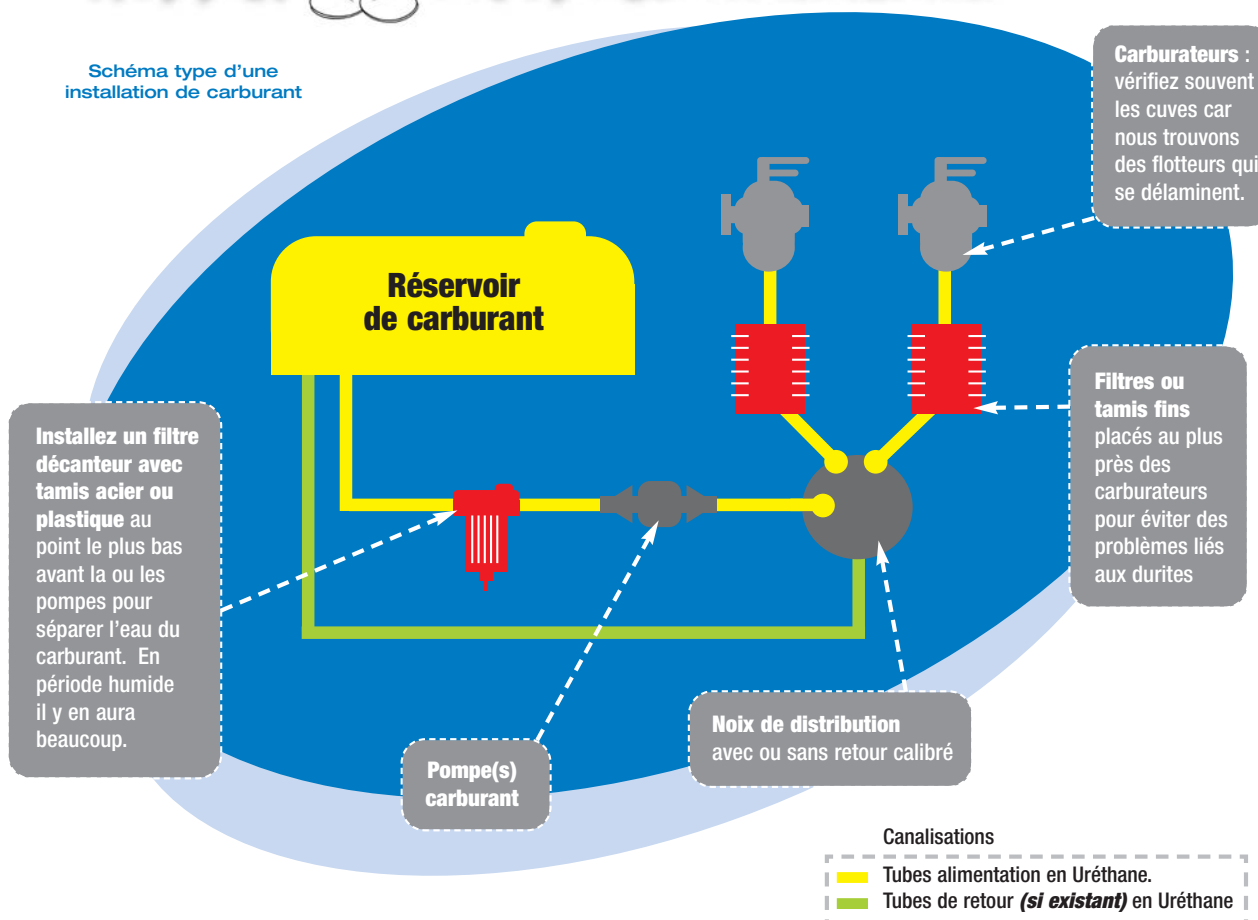 Schéma type d'une
installation de carburant
Carburateurs :
vérifiez souvent
les cuves car
nous trouvons
des flotteurs qui
se délaminent.
Réservoir
de carburant
Filtres ou
tamis fins
placés au plus
près des
carburateurs
pour éviter des
problèmes liés
aux durites
Installez un filtre
décanteur avec
tamis acier ou
plastique au
point le plus bas
avant la ou les
pompes pour
séparer l'eau du
carburant. En
période humide
il y en aura
beaucoup.
Noix de distribution
avec ou sans retour calibré
Pompe(s)
carburant
Canalisations
Tubes alimentation en Uréthane.
Tubes de retour (si existant) en Uréthane